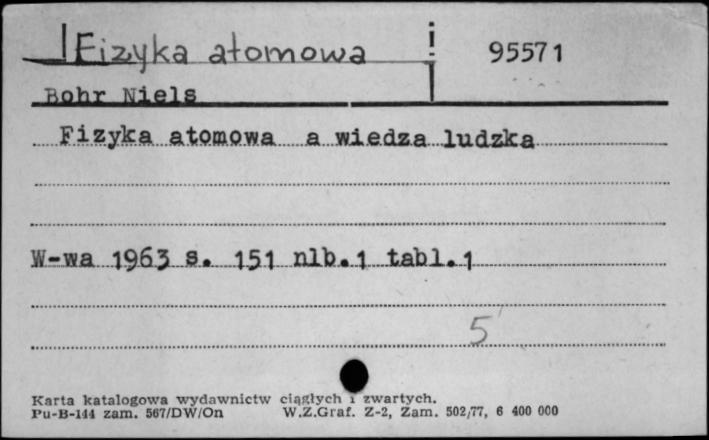 Fizyka atomowa 95571
Bohr Niels
Fizyka atomowa a wiedza ludzka
W-wa 1963 s. 151 nlb.1 tabl.1
5
Karta katalogowa wydawnictw ciągłych i zwartych.
Pu-B-144 zam. 567/DW/On W.Z.Graf. Z-2, Zam. 502/77, 6 400 000